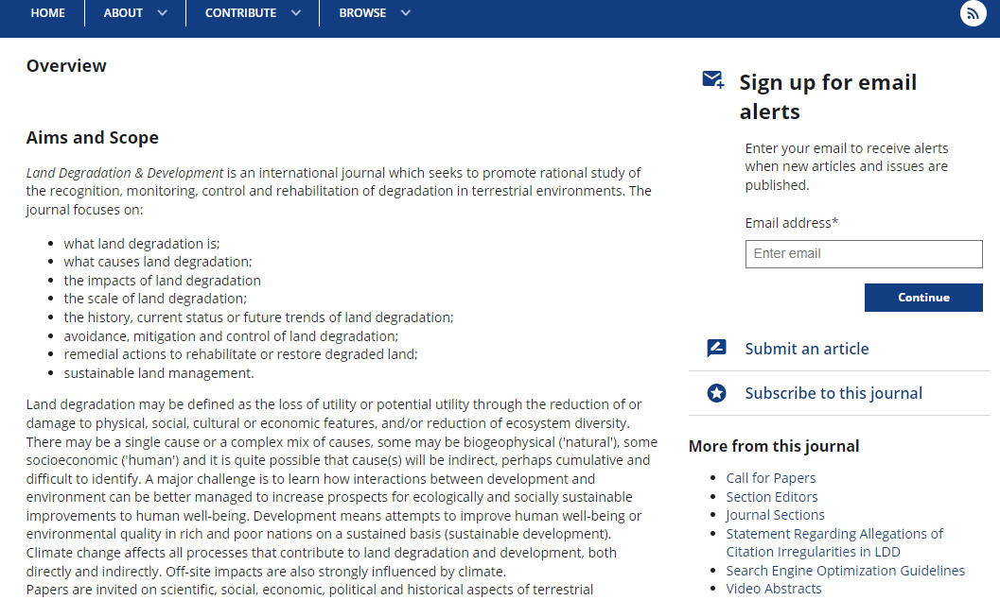 HOME
ABOUT
CONTRIBUTE
BROWSE
Overview
Aims and Scope
Land Degradation & Development is an international journal which seeks to promote rational study of
the recognition, monitoring, control and rehabilitation of degradation in terrestrial environments. The
journal focuses on:
what land degradation is;
what causes land degradation;
the impacts of land degradation
the scale of land degradation;
the history, current status or future trends of land degradation;
avoidance, mitigation and control of land degradation;
remedial actions to rehabilitate or restore degraded land;
sustainable land management.
Land degradation may be defined as the loss of utility or potential utility through the reduction of or
damage to physical, social, cultural or economic features, and/or reduction of ecosystem diversity.
There may be a single cause or a complex mix of causes, some may be biogeophysical ('natural'), some
socioeconomic ('human') and it is quite possible that cause(s) will be indirect, perhaps cumulative and
difficult to identify. A major challenge is to learn how interactions between development and
environment can be better managed to increase prospects for ecologically and socially sustainable
improvements to human well-being. Development means attempts to improve human well-being or
environmental quality in rich and poor nations on a sustained basis (sustainable development).
Climate change affects all processes that contribute to land degradation and development, both
directly and indirectly. Off-site impacts are also strongly influenced by climate.
Papers are invited on scientific, social, economic, political and historical aspects of terrestrial
Sign up for email
alerts
Enter your email to receive alerts
when new articles and issues are
published.
Email address*
Enter email
Continue
Submit an article
Subscribe to this journal
More from this journal
Call for Papers
Section Editors
Journal Sections
Statement Regarding Allegations of
Citation Irregularities in LDD
Search Engine Optimization Guidelines
Video Abstracts